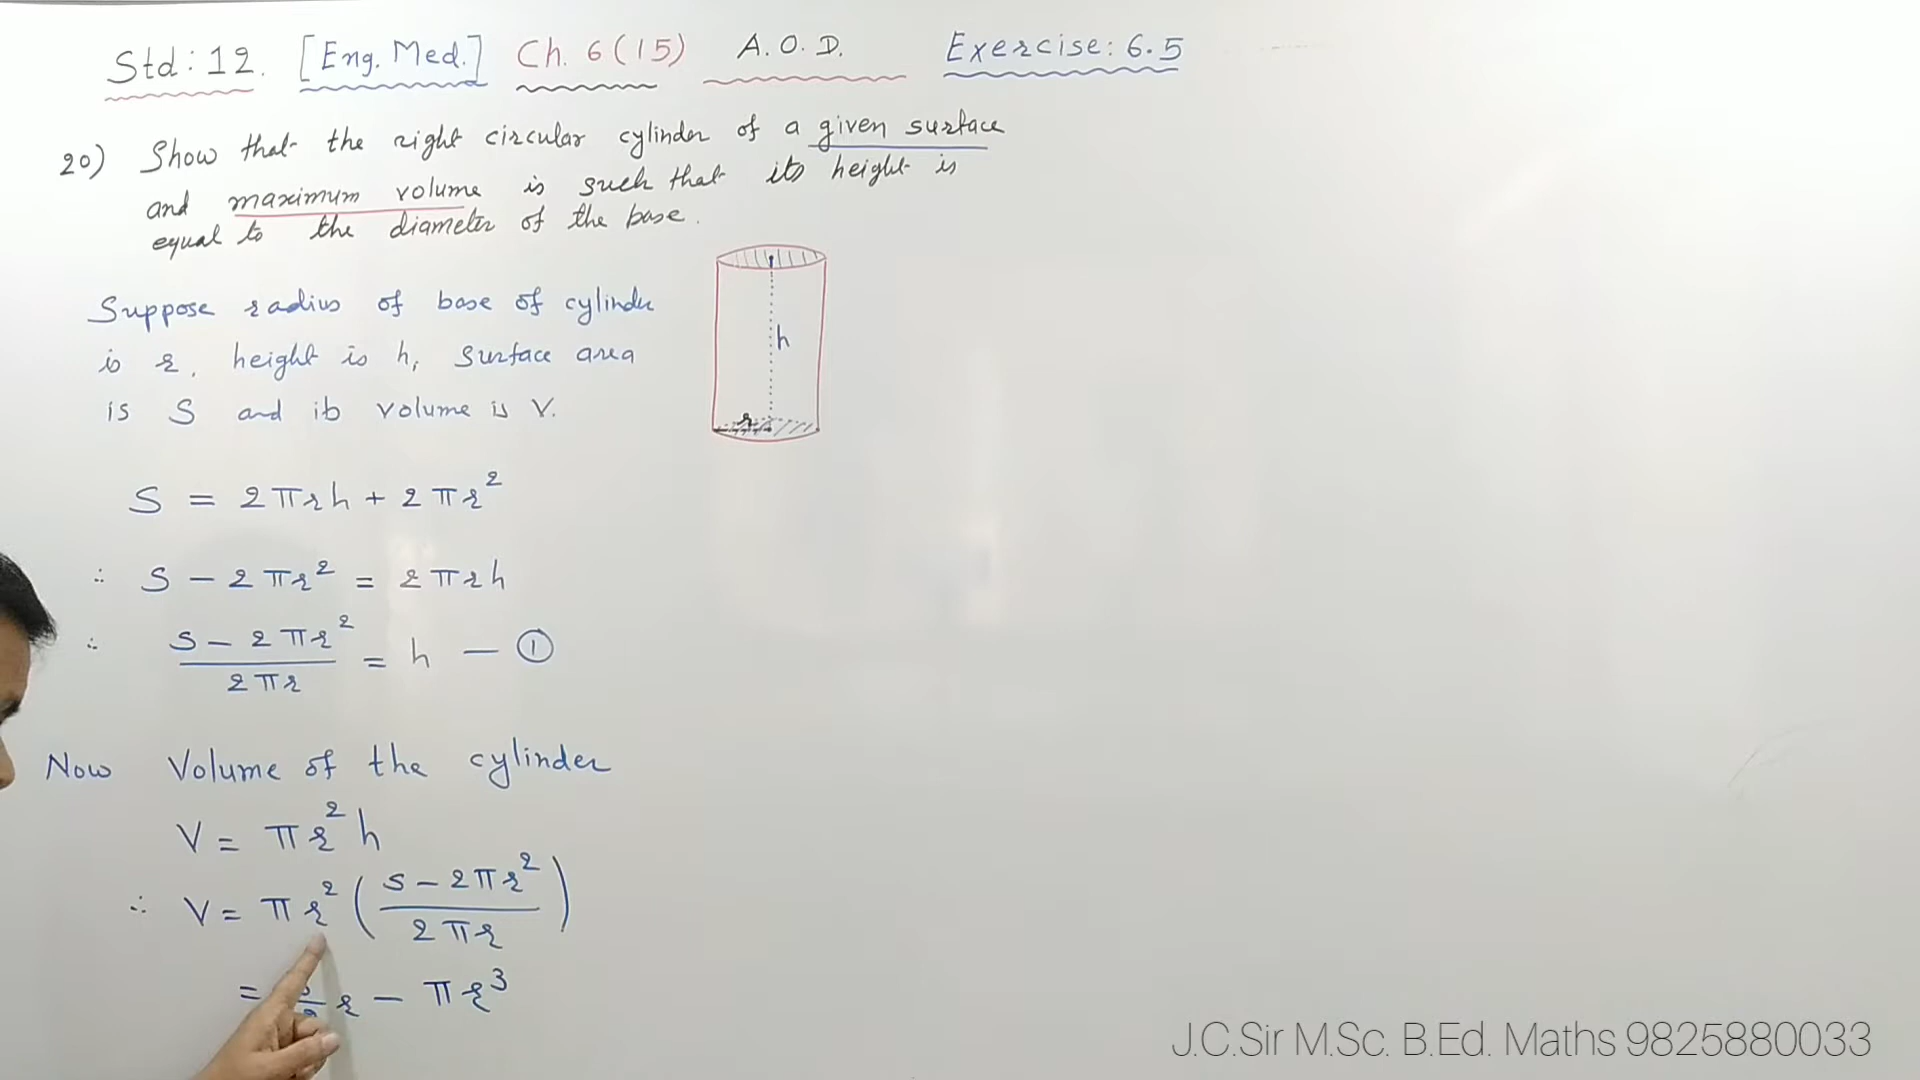 Std: 12. [Eng. Med.] Ch. 6(15) A.O.D. Exercise: 6.5
20) Show that the right circular cylinder of a given surface
and maximum volume is such that its height is
equal to the diameter of the base.
h
r
Suppose radius of base of cylinder
is r, height is h, surface area
is S and its volume is V.
S = 2πrh + 2πr²
∴ S − 2πr² = 2πrh
∴ (S − 2πr²)/(2πr) = h — ①
Now Volume of the cylinder
V = πr²h
∴ V = πr² ((S − 2πr²)/(2πr))
= r − πr³
J.C.Sir M.Sc. B.Ed. Maths 9825880033